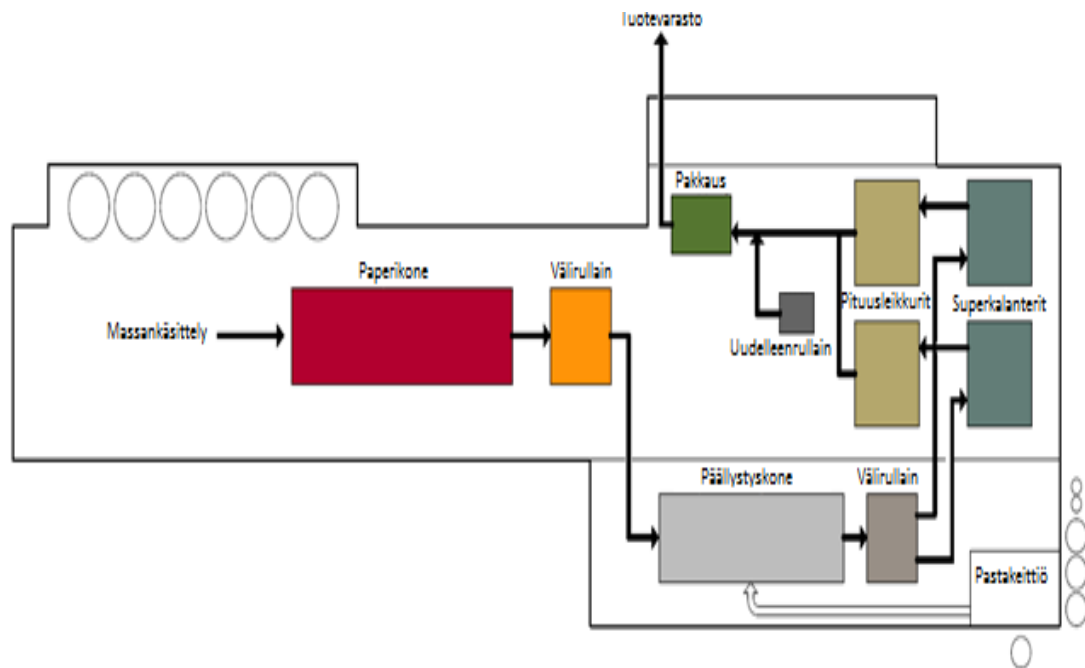 Tuotevarasto
Pakkaus
Paperikone
Välirullain
Pituusleikkurit
Superkalanterit
Massankäsittely
Uudelleenrullain
Päällystyskone
Välirullain
Pastakeittiö